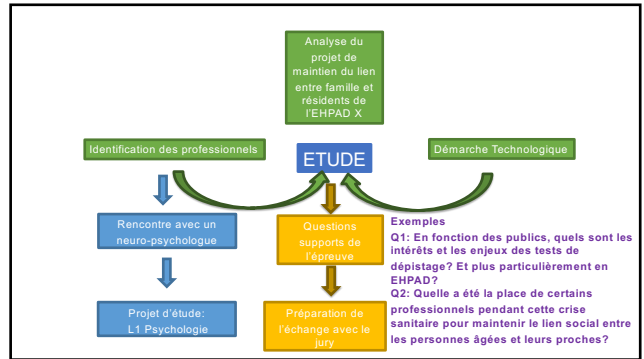 Analyse du
projet de
maintien du lien
entre famille et
résidents de
l'EHPAD X
Identification des professionnels
ETUDE
Démarche Technologique
Rencontre avec un
neuro-psychologue
Questions
supports de
l'épreuve
Exemples
Q1: En fonction des publics, quels sont les
intérêts et les enjeux des tests de
dépistage? Et plus particulièrement en
EHPAD?
Q2: Quelle a été la place de certains
professionnels pendant cette crise
sanitaire pour maintenir le lien social entre
les personnes âgées et leurs proches?
Projet d'étude:
L1 Psychologie
Préparation de
l'échange avec le
jury